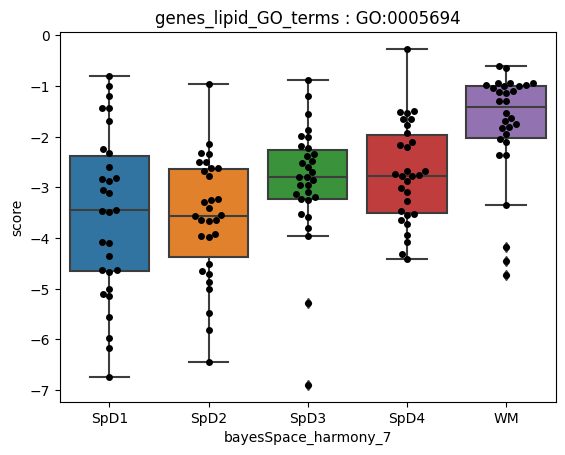 genes_lipid_GO_terms : GO:0005694
0
−1
−2
−3
−4
−5
−6
−7
score
SpD1 SpD2 SpD3 SpD4 WM
bayesSpace_harmony_7